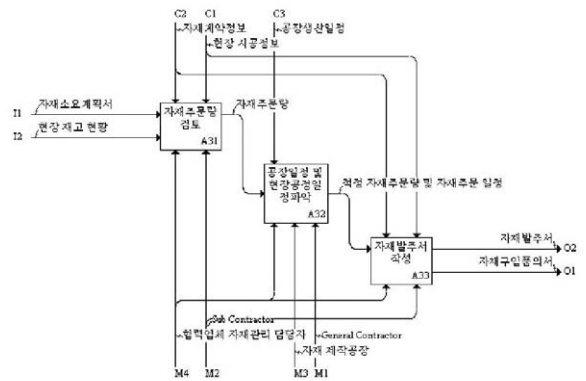 C2 C1 C3
자재계약정보
공장생산일정
현장 시공정보
I1 자재소요계획서
자재주문량 검토
A31
자재주문량
I2 현장 재고 현황
공장일정 및 현장공정일정파악
A32
적정 자재주문량 및 자재주문 일정
자재발주서 작성
A33
자재발주서 O2
자재구입품의서 O1
Sub Contractor
협력업체 자재관리 담당자
General Contractor
자재 제작공장
M4 M2 M3 M1